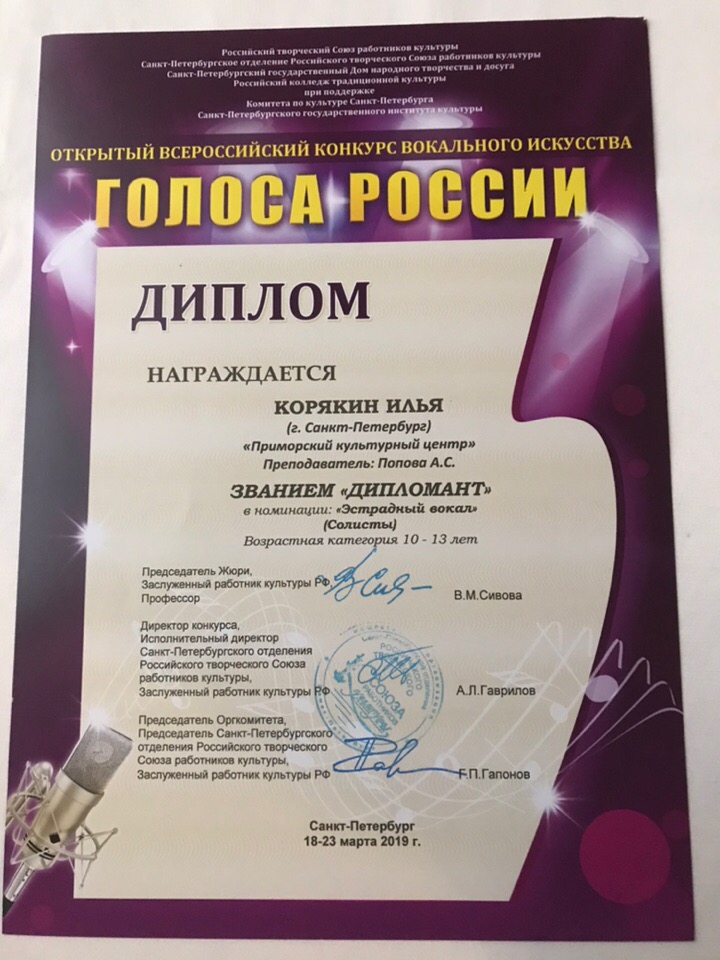 Российский творческий Союз работников культуры
Санкт-Петербургское отделение Российского творческого Союза работников культуры
Санкт-Петербургский государственный Дом народного творчества и досуга
Российский колледж традиционной культуры
при поддержке
Комитета по культуре Санкт-Петербурга
Санкт-Петербургского государственного института культуры
ОТКРЫТЫЙ ВСЕРОССИЙСКИЙ КОНКУРС ВОКАЛЬНОГО ИСКУССТВА
ГОЛОСА РОССИИ
ДИПЛОМ
НАГРАЖДАЕТСЯ
КОРЯКИН ИЛЬЯ
(г. Санкт-Петербург)
«Приморский культурный центр»
Преподаватель: Попова А.С.
ЗВАНИЕМ «ДИПЛОМАНТ»
в номинации: «Эстрадный вокал»
(Солисты)
Возрастная категория 10 - 13 лет
Председатель Жюри,
Заслуженный работник культуры РФ,
Профессор
В.М.Сивова
Директор конкурса,
Исполнительный директор
Санкт-Петербургского отделения
Российского творческого Союза
работников культуры,
Заслуженный работник культуры РФ
А.Л.Гаврилов
СОЮЗА
РАБОТНИКОВ
Председатель Оргкомитета,
Председатель Санкт-Петербургского
отделения Российского творческого
Союза работников культуры,
Заслуженный работник культуры РФ
Г.П.Гапонов
Санкт-Петербург
18-23 марта 2019 г.